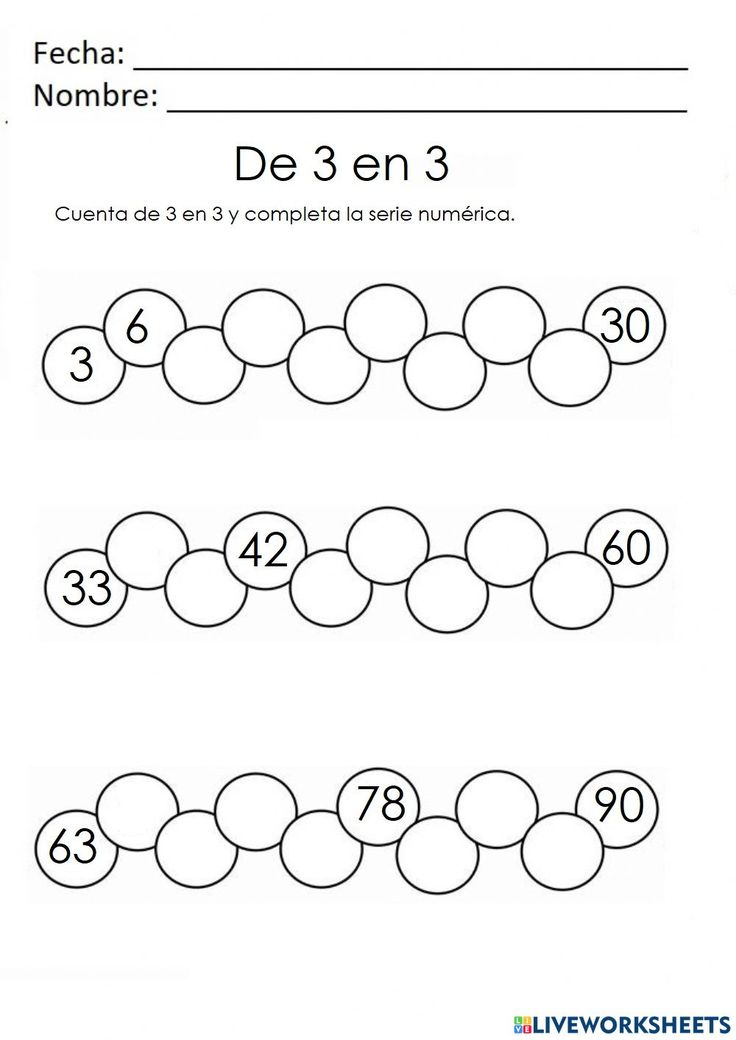 Fecha:
Nombre:
De 3 en 3
Cuenta de 3 en 3 y completa la serie numérica.
3 6 30
33 42 60
63 78 90
LIVE LIVEWORKSHEETS